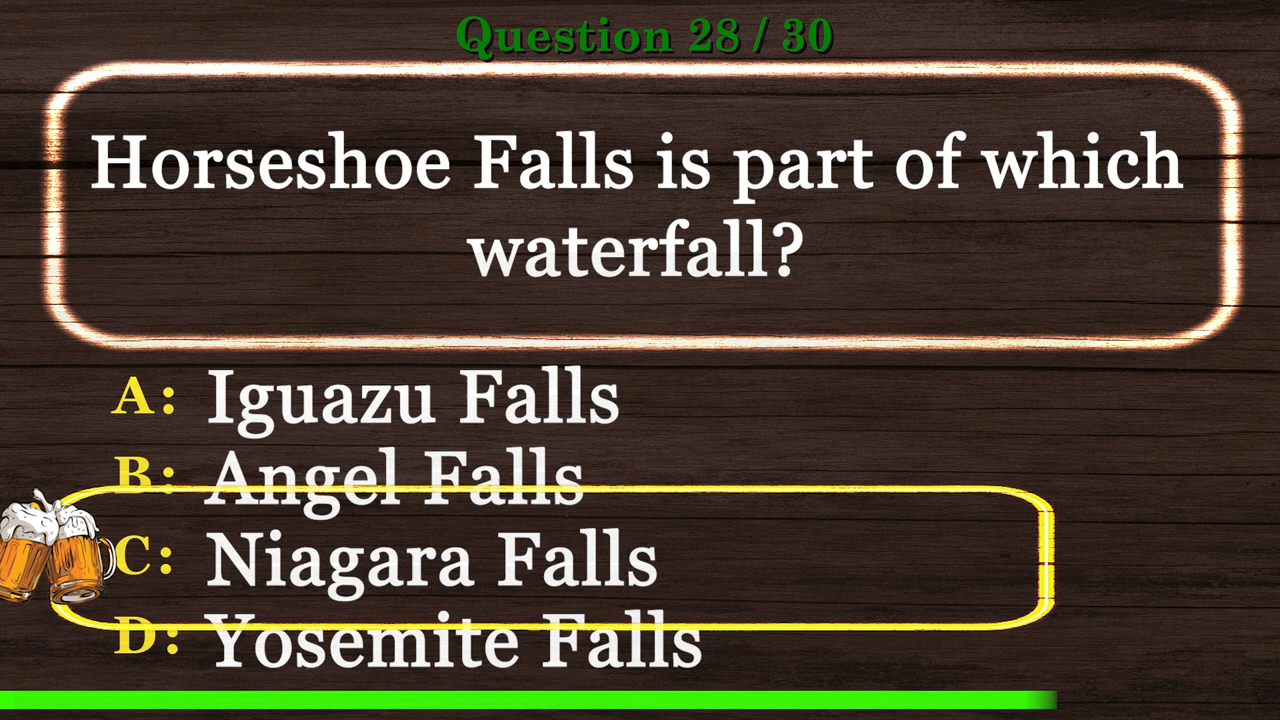 Question 28 / 30
Horseshoe Falls is part of which
waterfall?
A: Iguazu Falls
B: Angel Falls
C: Niagara Falls
D: Yosemite Falls